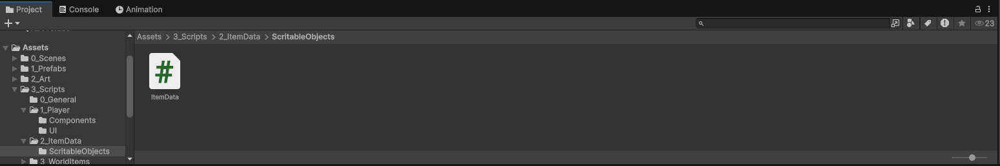 Project Console Animation
23
Assets > 3_Scripts > 2_ItemData > ScritableObjects
Assets
0_Scenes
1_Prefabs
2_Art
3_Scripts
0_General
1_Player
Components
UI
2_ItemData
ScritableObjects
3_WorldItems
#
ItemData